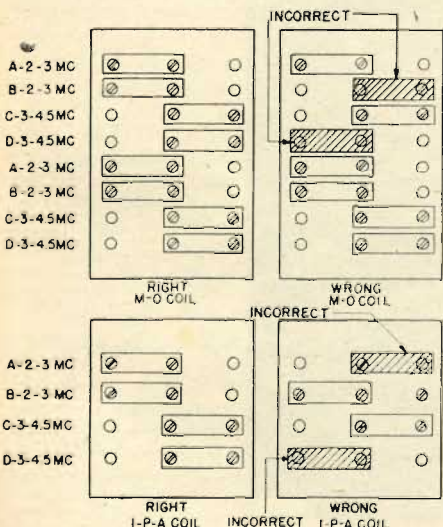 INCORRECT
A-2-3 MC
B-2-3 MC
C-3-4.5MC
D-3-4.5MC
A-2-3 MC
B-2-3 MC
C-3-4.5MC
D-3-4.5MC
RIGHT
M-O COIL
WRONG
M-O COIL
INCORRECT
A-2-3 MC
B-2-3 MC
C-3-4.5MC
D-3-4.5MC
RIGHT
I-P-A COIL
INCORRECT
WRONG
I-P-A COIL